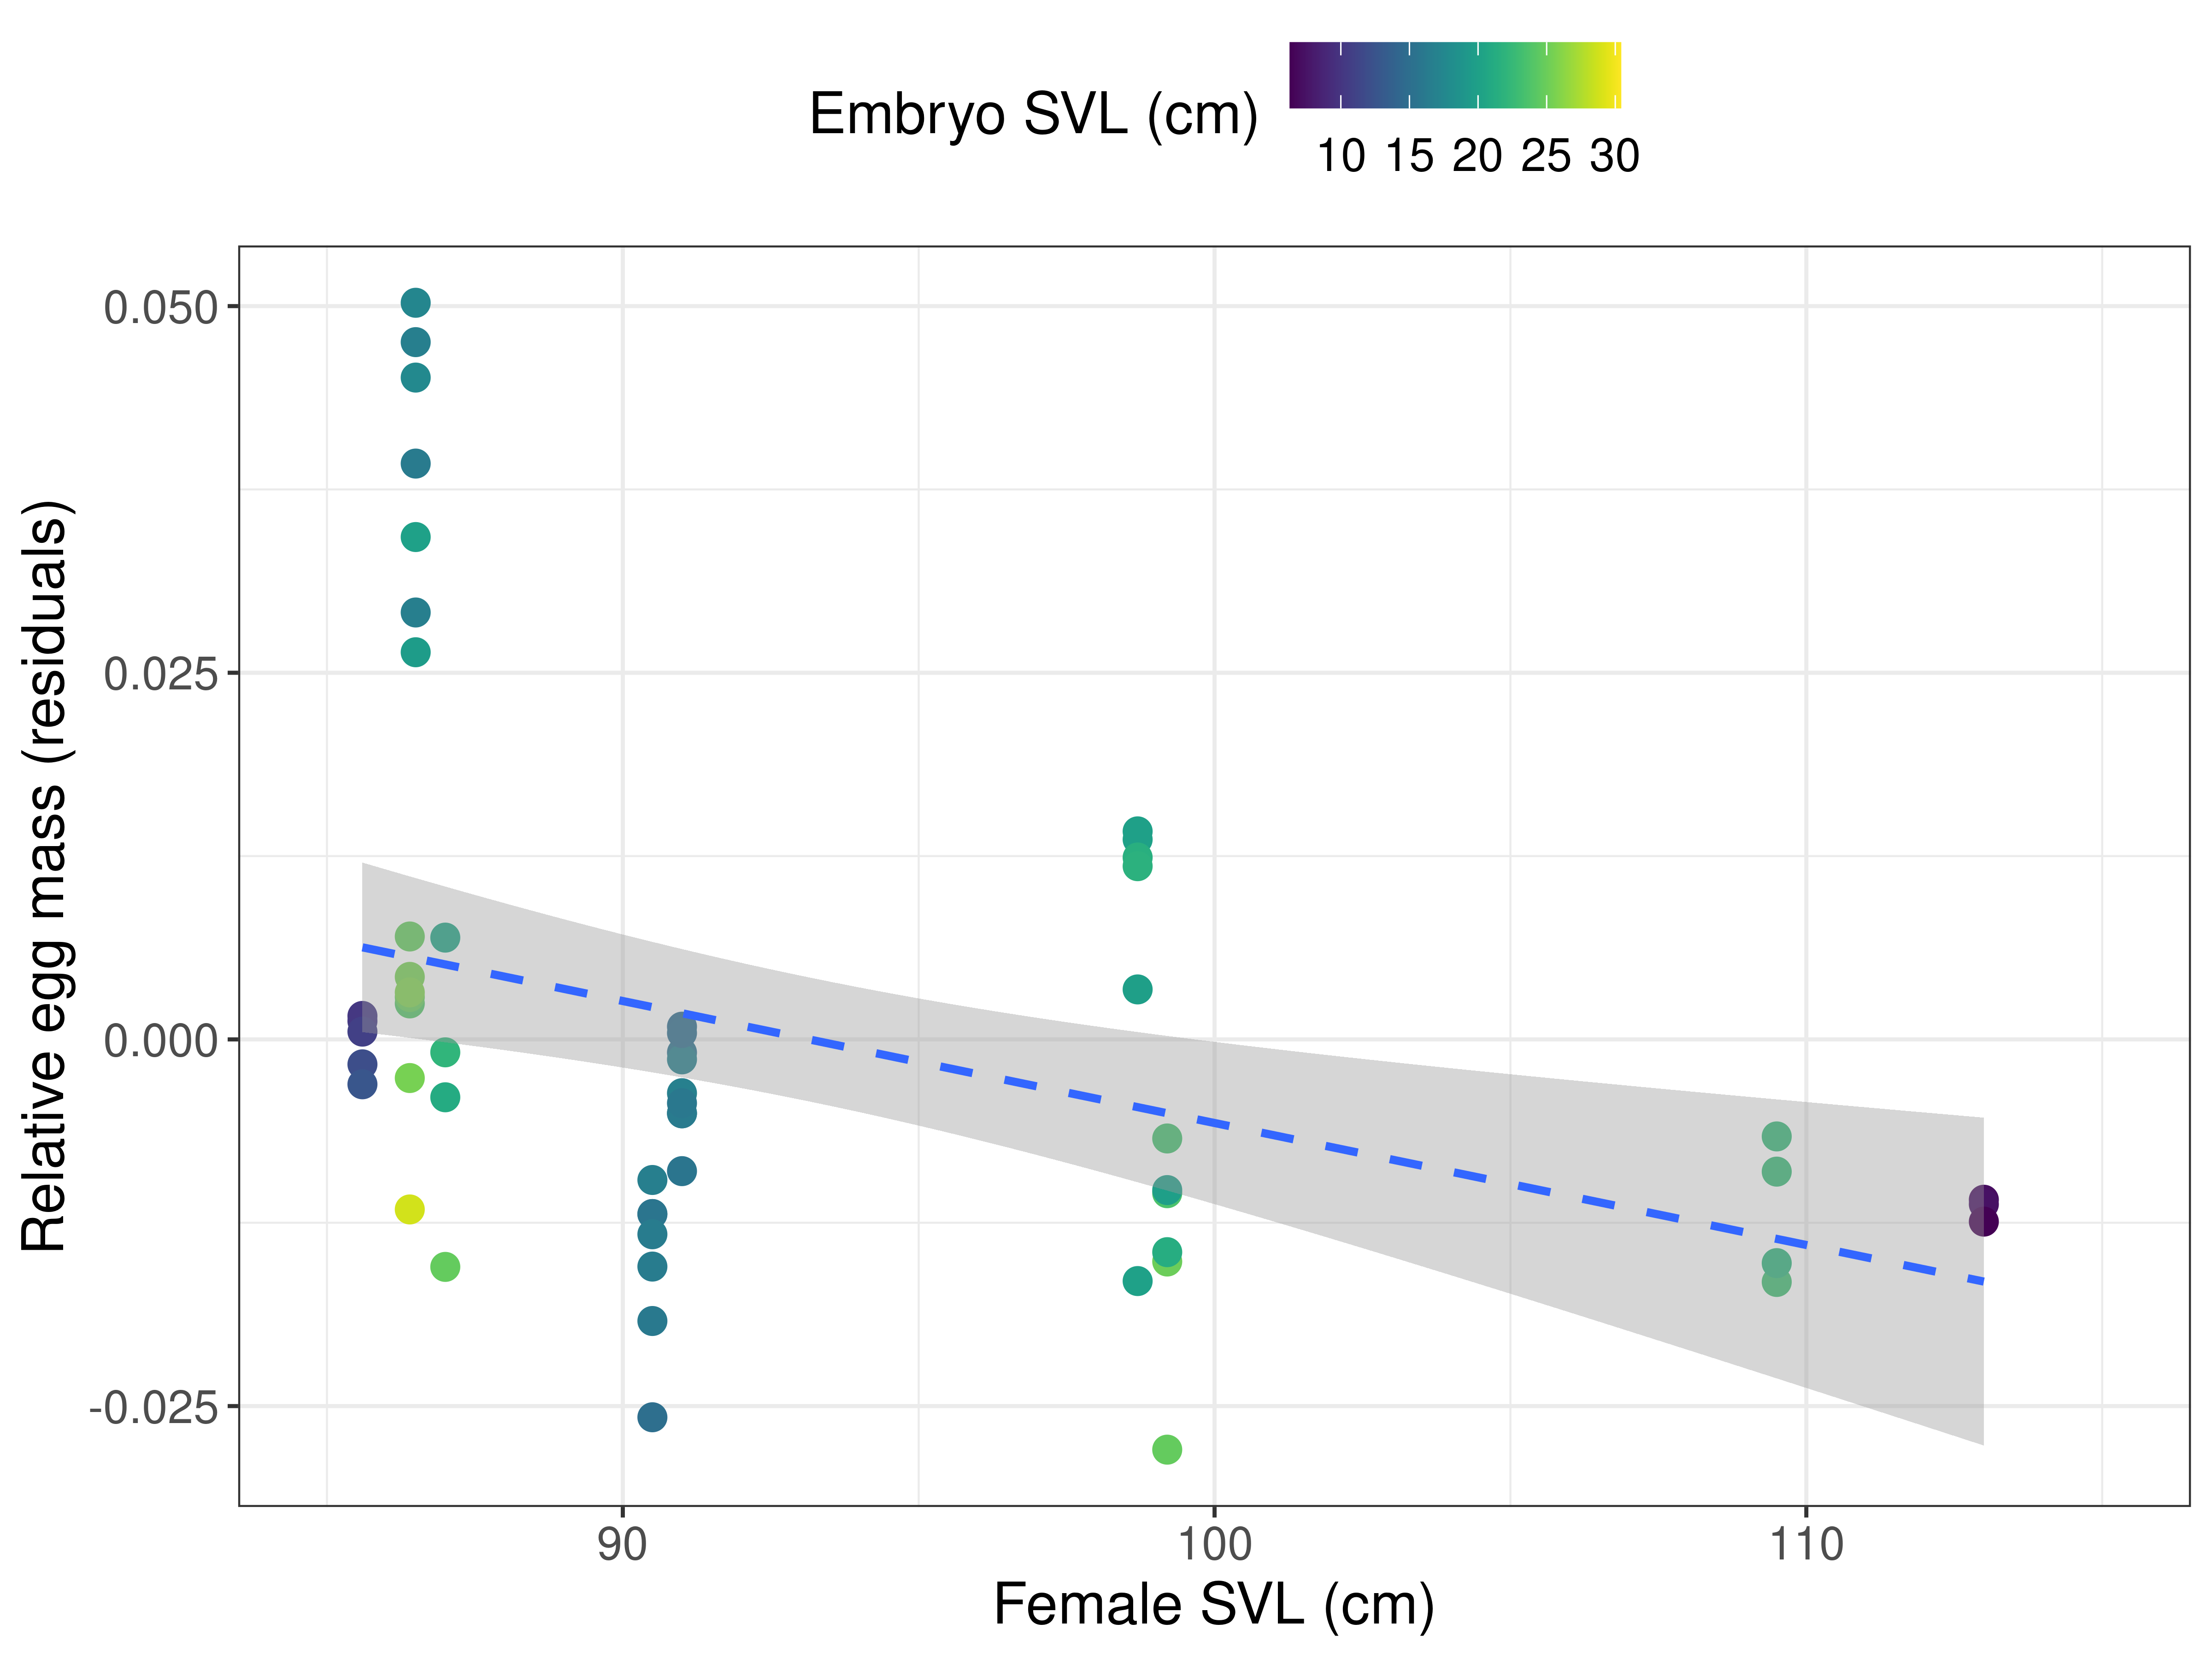 Embryo SVL (cm)
10 15 20 25 30
Relative egg mass (residuals)
0.050
0.025
0.000
-0.025
90 100 110
Female SVL (cm)